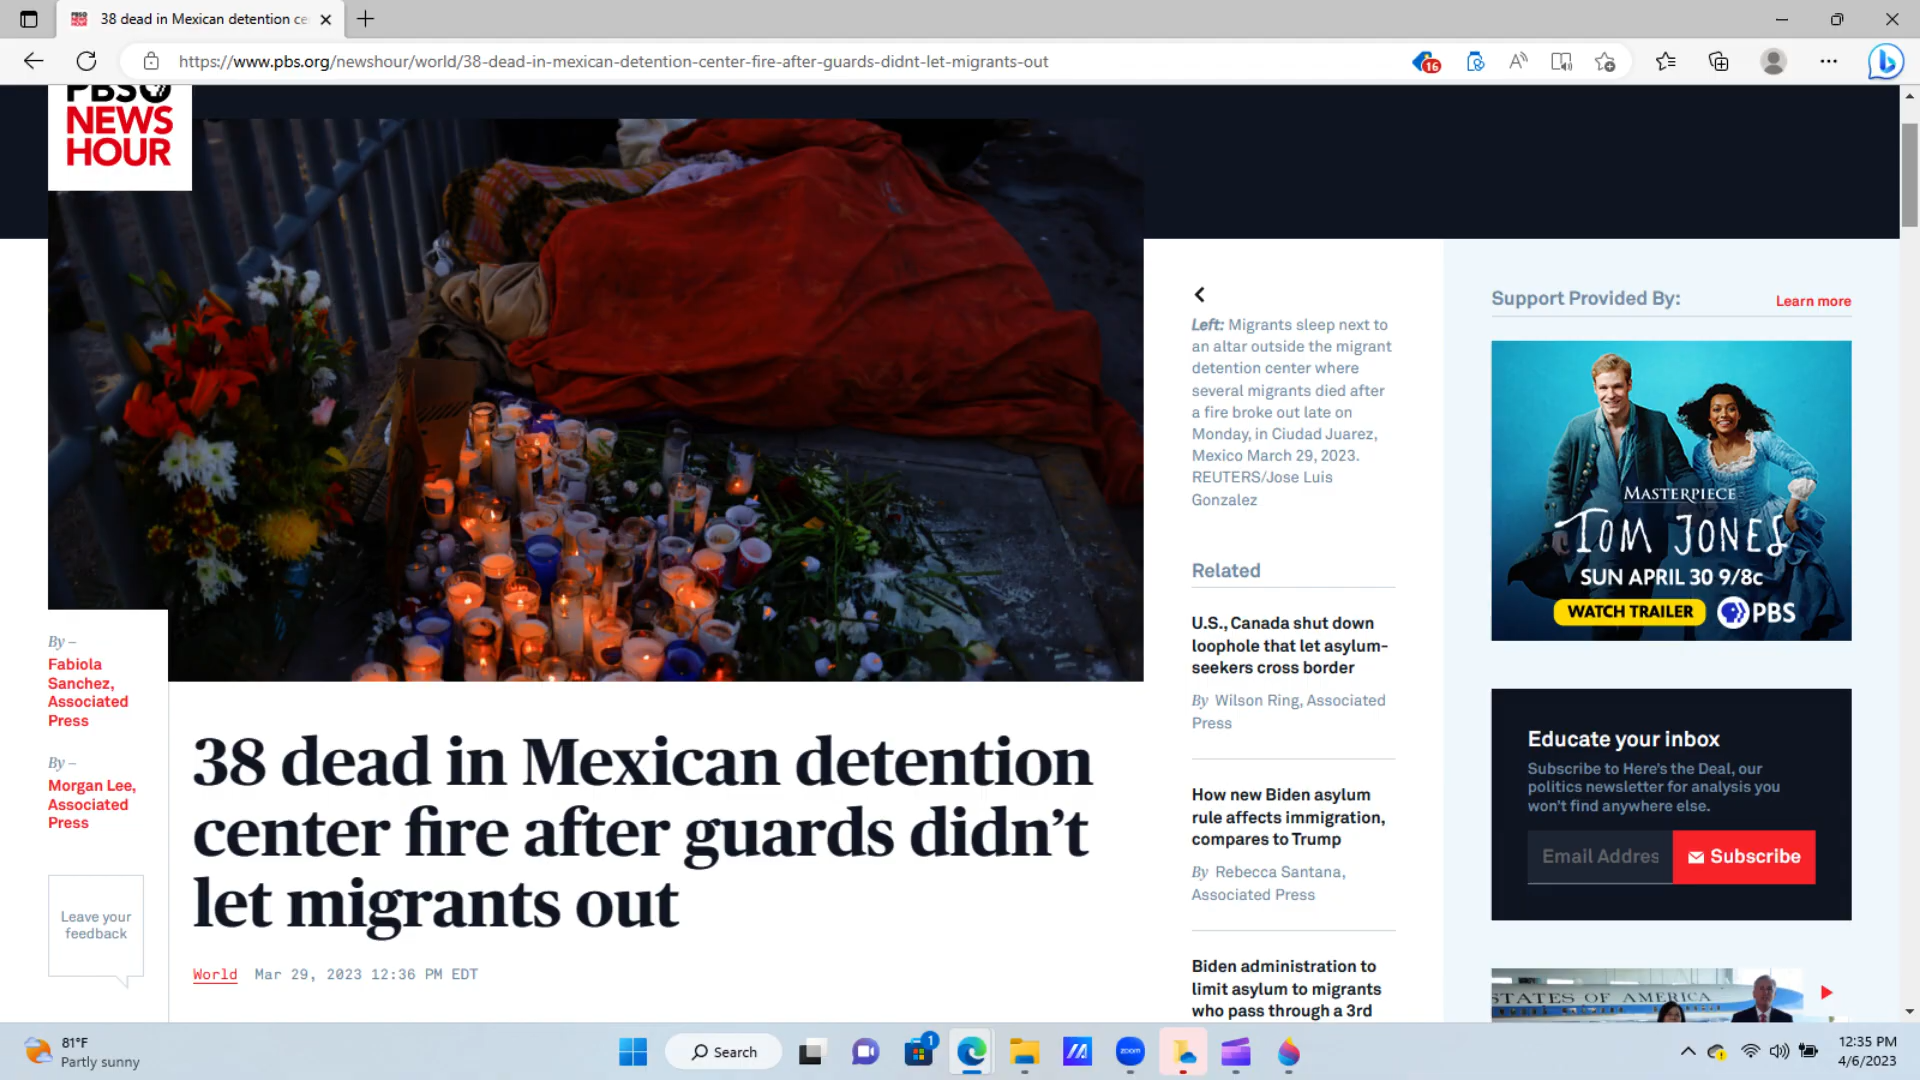 38 dead in Mexican detention ce
https://www.pbs.org/newshour/world/38-dead-in-mexican-detention-center-fire-after-guards-didnt-let-migrants-out
16
PBS
NEWS
HOUR
Left: Migrants sleep next to
an altar outside the migrant
detention center where
several migrants died after
a fire broke out late on
Monday, in Ciudad Juarez,
Mexico March 29, 2023.
REUTERS/Jose Luis
Gonzalez
Related
U.S., Canada shut down
loophole that let asylum-
seekers cross border
By Wilson Ring, Associated
Press
How new Biden asylum
rule affects immigration,
compares to Trump
By Rebecca Santana,
Associated Press
Biden administration to
limit asylum to migrants
who pass through a 3rd
Support Provided By:
Learn more
MASTERPIECE
TOM JONES
SUN APRIL 30 9/8c
WATCH TRAILER
PBS
Educate your inbox
Subscribe to Here's the Deal, our
politics newsletter for analysis you
won't find anywhere else.
Email Addres
Subscribe
STATES OF AMERICA
By –
Fabiola
Sanchez,
Associated
Press
By –
Morgan Lee,
Associated
Press
Leave your
feedback
38 dead in Mexican detention
center fire after guards didn't
let migrants out
World Mar 29, 2023 12:36 PM EDT
81°F
Partly sunny
Search
1
zoom
12:35 PM
4/6/2023